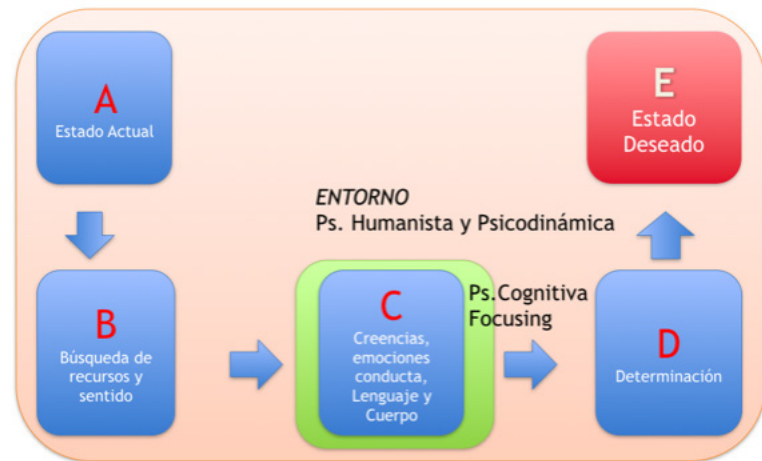 A
Estado Actual
E
Estado
Deseado
ENTORNO
Ps. Humanista y Psicodinámica
B
Búsqueda de
recursos y
sentido
C
Creencias,
emociones
conducta,
Lenguaje y
Cuerpo
Ps.Cognitiva
Focusing
D
Determinación